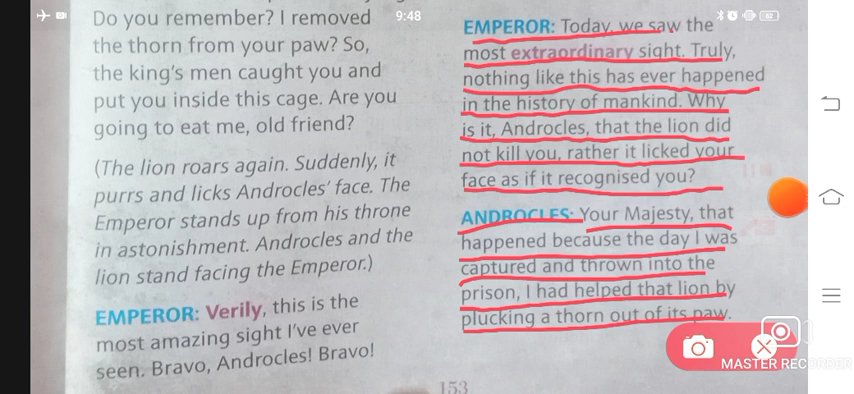 9:48
Do you remember? I removed
the thorn from your paw? So,
the king's men caught you and
put you inside this cage. Are you
going to eat me, old friend?
(The lion roars again. Suddenly, it
purrs and licks Androcles' face. The
Emperor stands up from his throne
in astonishment. Androcles and the
lion stand facing the Emperor.)
EMPEROR: Verily, this is the
most amazing sight I've ever
seen. Bravo, Androcles! Bravo!
EMPEROR: Today, we saw the
most extraordinary sight. Truly,
nothing like this has ever happened
in the history of mankind. Why
is it, Androcles, that the lion did
not kill you, rather it licked your
face as if it recognised you?
ANDROCLES: Your Majesty, that
happened because the day I was
captured and thrown into the
prison, I had helped that lion by
plucking a thorn out of its paw.
153
MASTER RECORDER